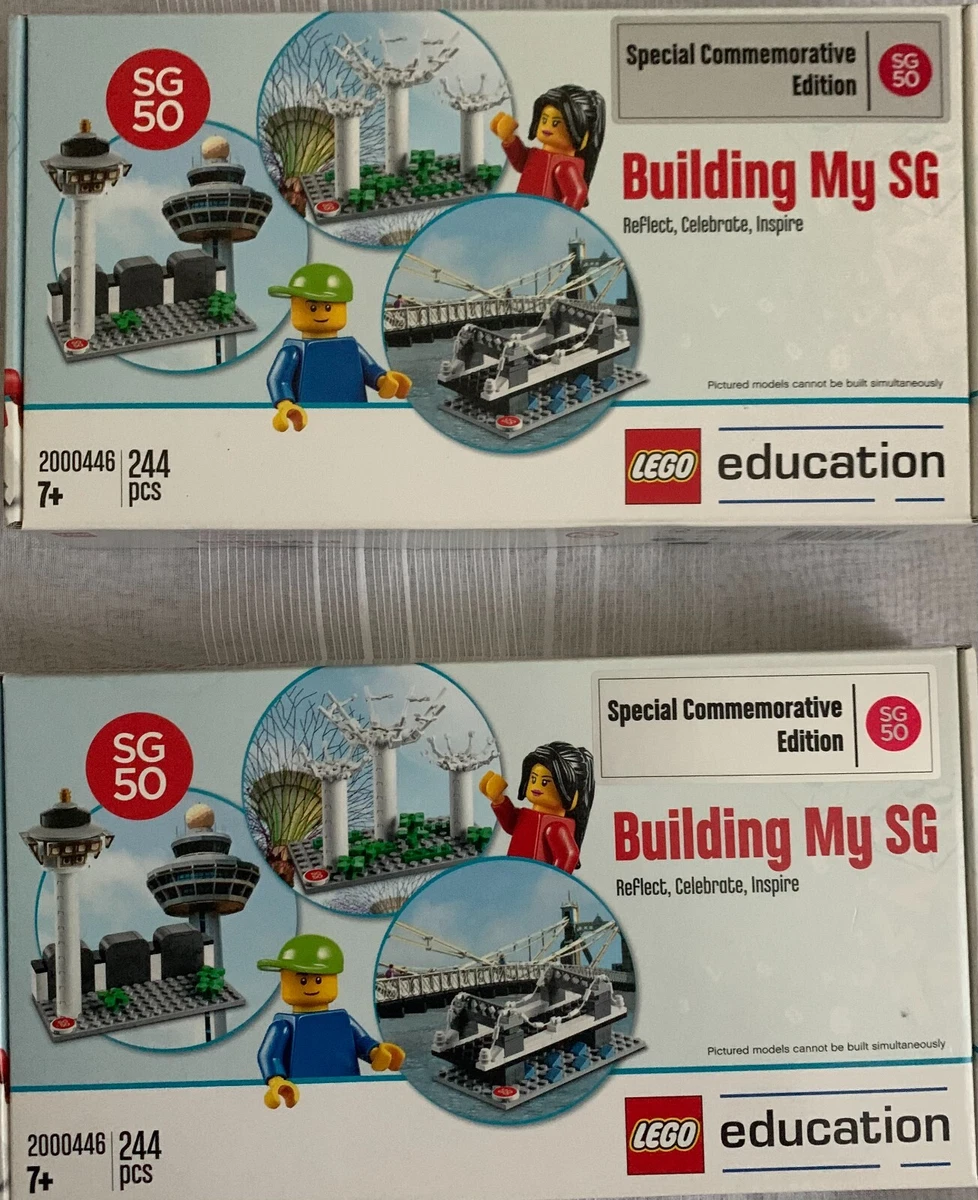 SG
50
Special Commemorative
Edition
SG
50
Building My SG
Reflect, Celebrate, Inspire
Pictured models cannot be built simultaneously
2000446 244
7+ pcs
LEGO education
SG
50
Special Commemorative
Edition
SG
50
Building My SG
Reflect, Celebrate, Inspire
Pictured models cannot be built simultaneously
2000446 244
7+ pcs
LEGO education